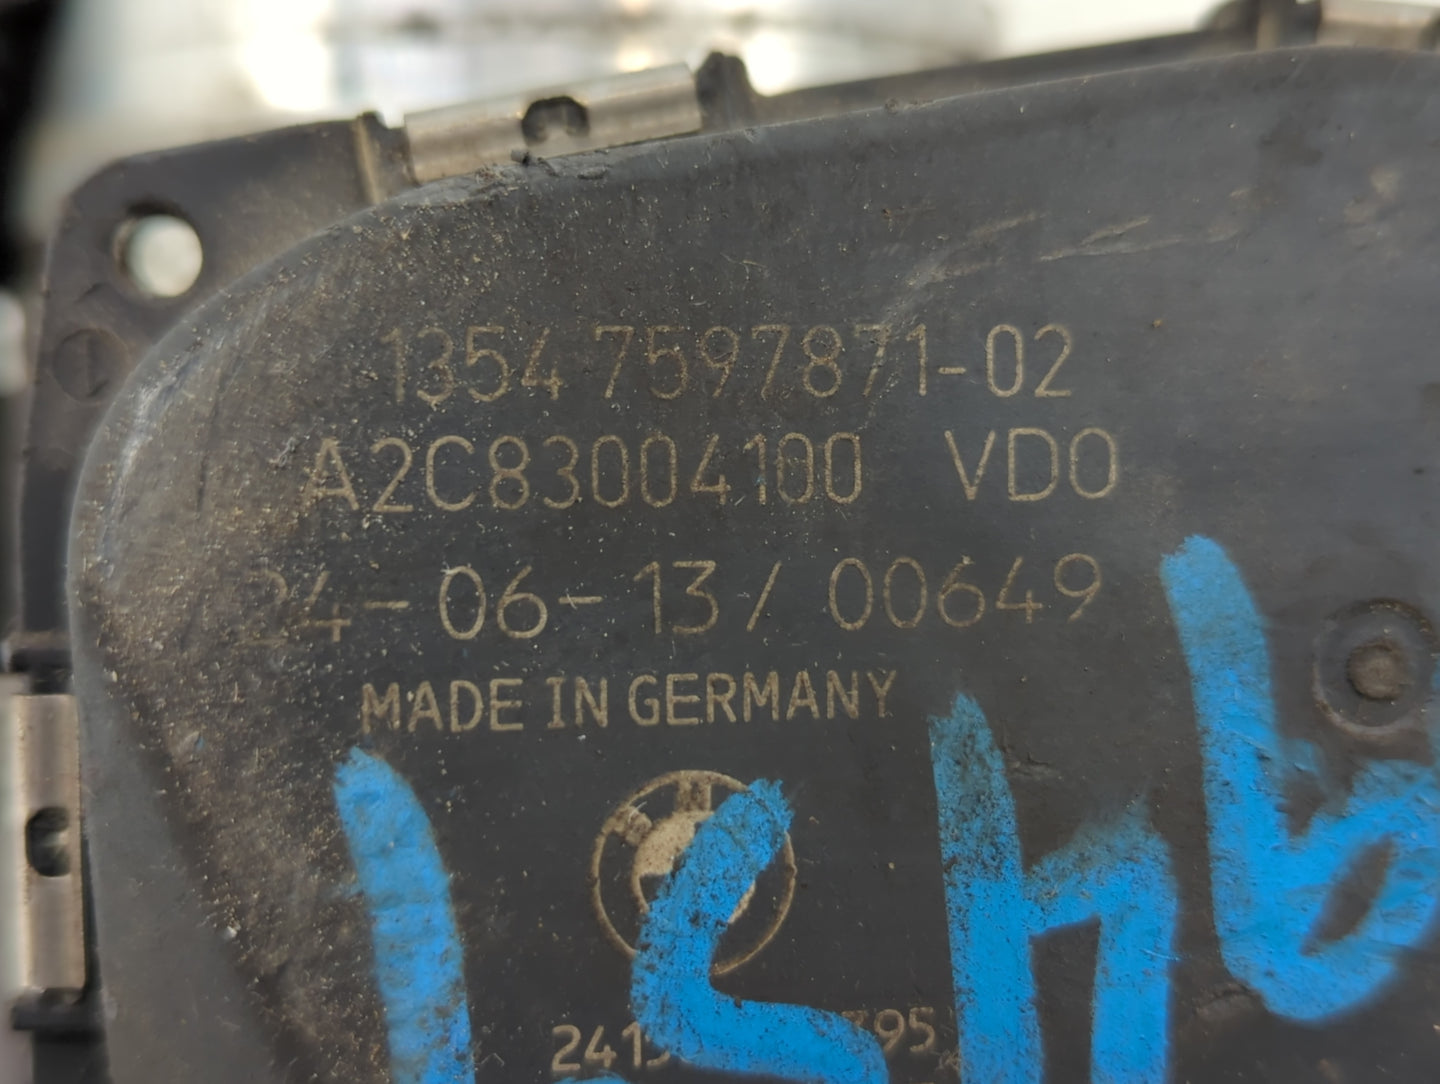 1354 7597871-02
A2C83004100 VDO
24-06-13/00649
MADE IN GERMANY